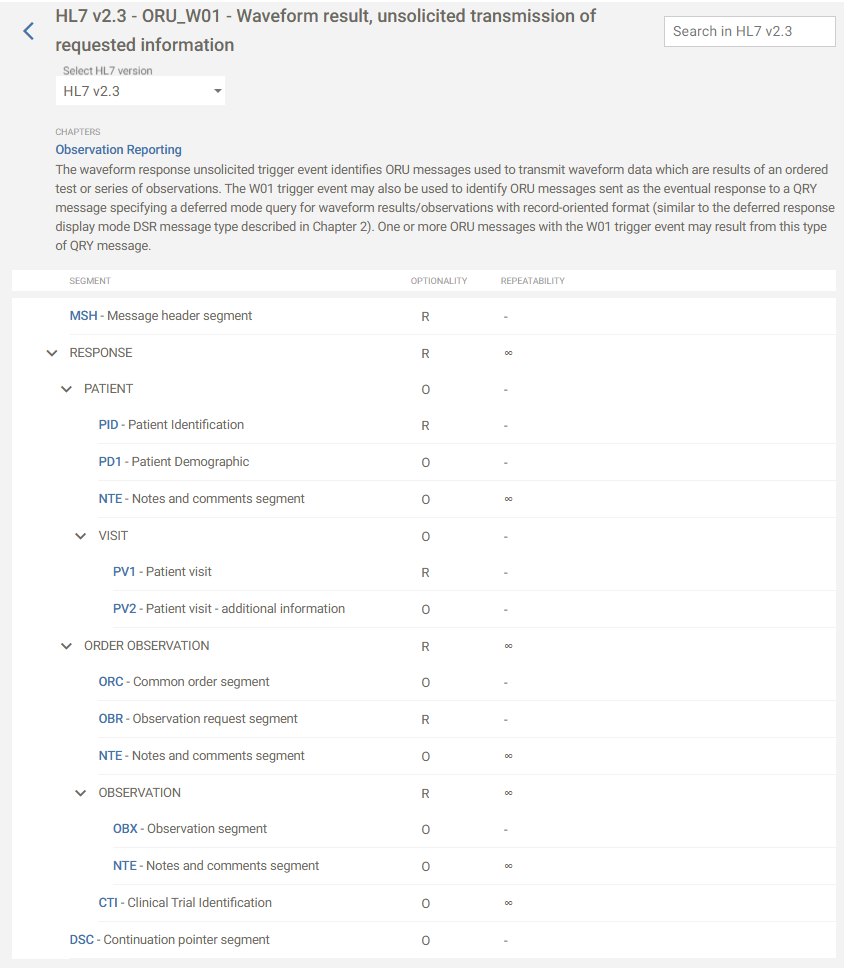 HL7 v2.3 - ORU_W01 - Waveform result, unsolicited transmission of
requested information
Search in HL7 v2.3
Select HL7 version
HL7 v2.3
CHAPTERS
Observation Reporting
The waveform response unsolicited trigger event identifies ORU messages used to transmit waveform data which are results of an ordered
test or series of observations. The W01 trigger event may also be used to identify ORU messages sent as the eventual response to a QRY
message specifying a deferred mode query for waveform results/observations with record-oriented format (similar to the deferred response
display mode DSR message type described in Chapter 2). One or more ORU messages with the W01 trigger event may result from this type
of QRY message.
SEGMENT OPTIONALITY REPEATABILITY
MSH - Message header segment R -
RESPONSE R ∞
PATIENT O -
PID - Patient Identification R -
PD1 - Patient Demographic O -
NTE - Notes and comments segment O ∞
VISIT O -
PV1 - Patient visit R -
PV2 - Patient visit - additional information O -
ORDER OBSERVATION R ∞
ORC - Common order segment O -
OBR - Observation request segment R -
NTE - Notes and comments segment O ∞
OBSERVATION R ∞
OBX - Observation segment O -
NTE - Notes and comments segment O ∞
CTI - Clinical Trial Identification O ∞
DSC - Continuation pointer segment O -